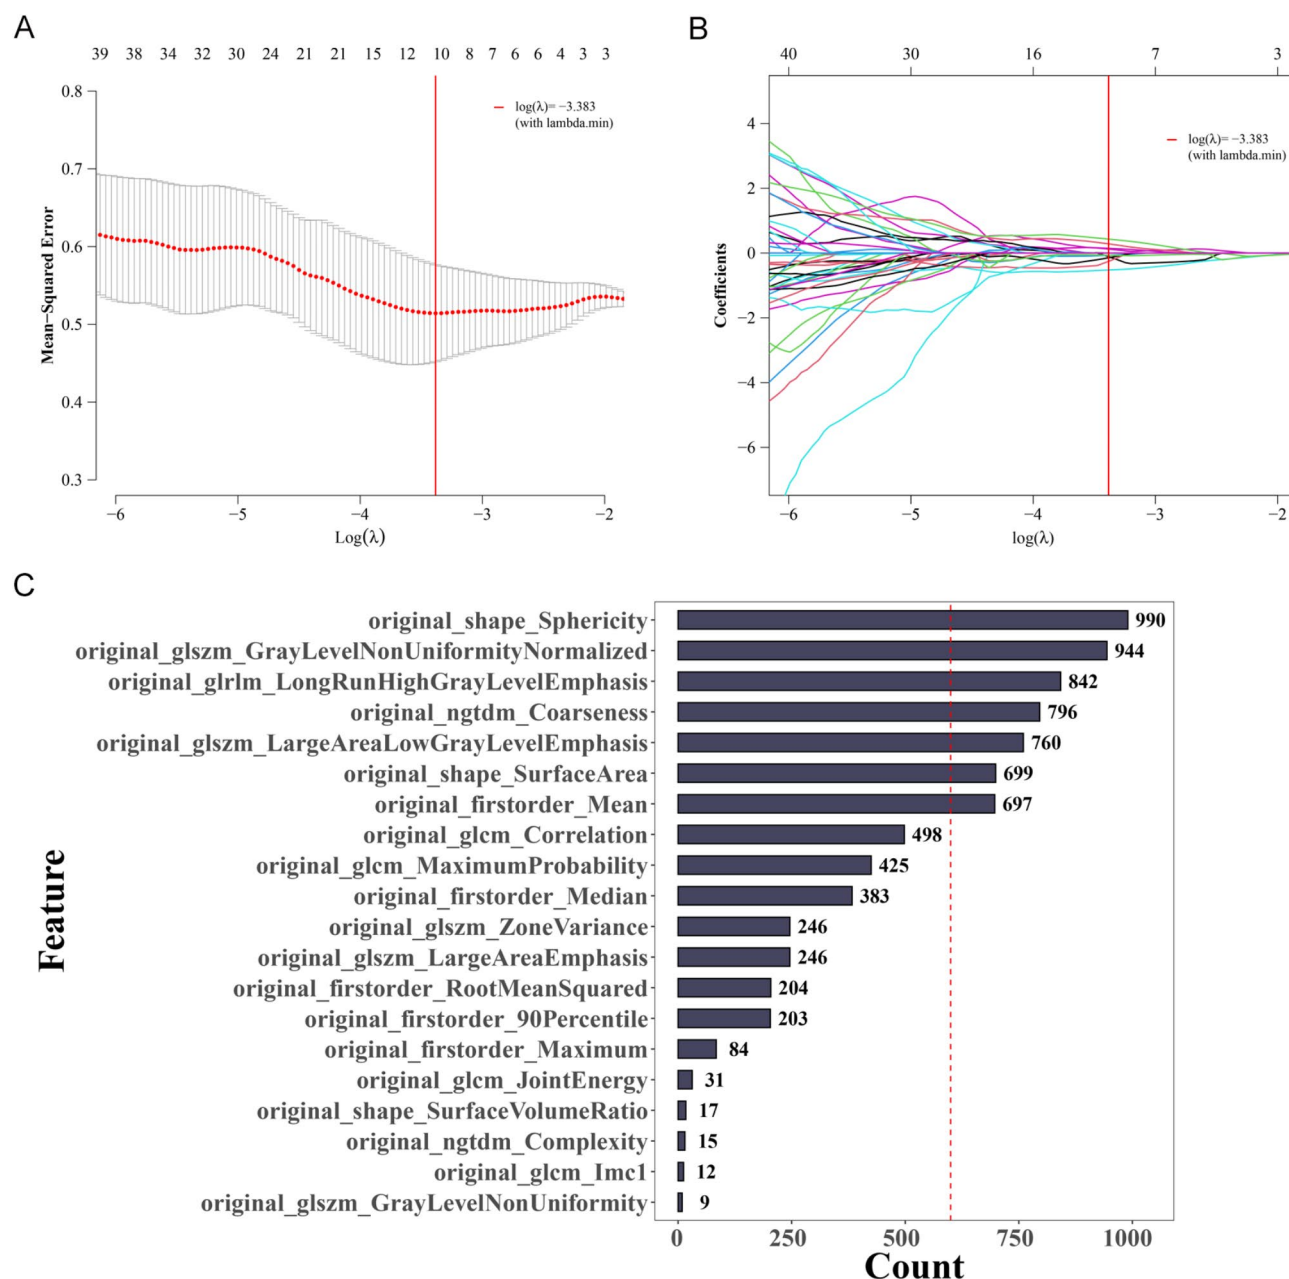 A
39 38 34 32 30 24 21 21 15 12 10 8 7 6 6 4 3 3
0.8
0.7
0.6
0.5
0.4
0.3
Mean−Squared Error
log(λ)= −3.383
(with lambda.min)
−6 −5 −4 −3 −2
Log(λ)
B
40 30 16 7 3
4
2
0
−2
−4
−6
Coefficients
log(λ)= −3.383
(with lambda.min)
−6 −5 −4 −3 −2
log(λ)
C
Feature
original_shape_Sphericity 990
original_glszm_GrayLevelNonUniformityNormalized 944
original_glrlm_LongRunHighGrayLevelEmphasis 842
original_ngtdm_Coarseness 796
original_glszm_LargeAreaLowGrayLevelEmphasis 760
original_shape_SurfaceArea 699
original_firstorder_Mean 697
original_glcm_Correlation 498
original_glcm_MaximumProbability 425
original_firstorder_Median 383
original_glszm_ZoneVariance 246
original_glszm_LargeAreaEmphasis 246
original_firstorder_RootMeanSquared 204
original_firstorder_90Percentile 203
original_firstorder_Maximum 84
original_glcm_JointEnergy 31
original_shape_SurfaceVolumeRatio 17
original_ngtdm_Complexity 15
original_glcm_Imc1 12
original_glszm_GrayLevelNonUniformity 9
0 250 500 750 1000
Count